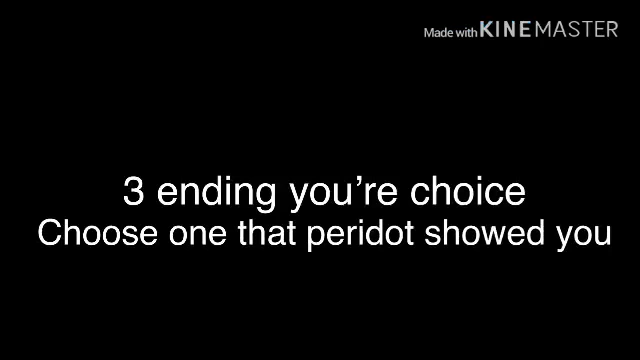 Made with KINEMASTER
3 ending you're choice
Choose one that peridot showed you